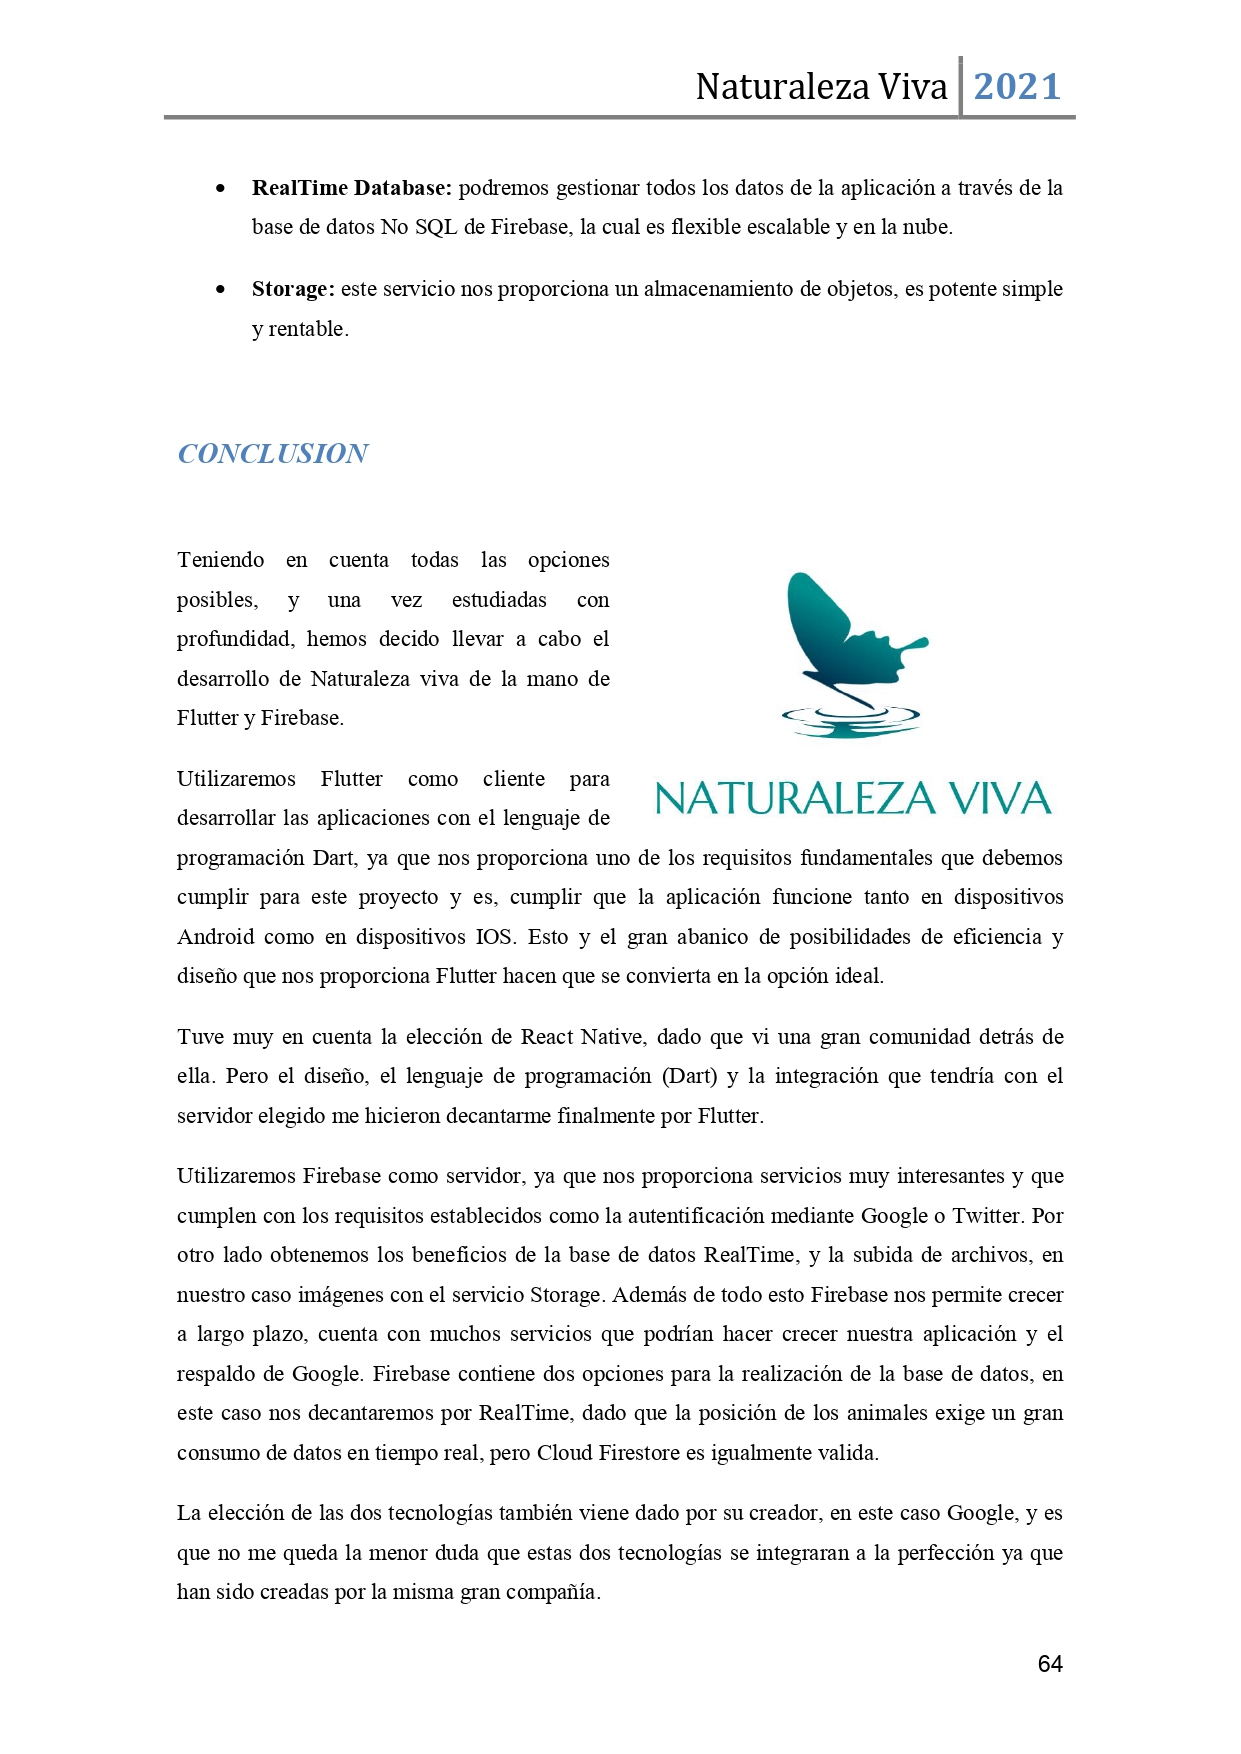 Naturaleza Viva 2021
• RealTime Database: podremos gestionar todos los datos de la aplicación a través de la
base de datos No SQL de Firebase, la cual es flexible escalable y en la nube.
• Storage: este servicio nos proporciona un almacenamiento de objetos, es potente simple
y rentable.
CONCLUSION
Teniendo en cuenta todas las opciones
posibles, y una vez estudiadas con
profundidad, hemos decido llevar a cabo el
desarrollo de Naturaleza viva de la mano de
Flutter y Firebase.
NATURALEZA VIVA
Utilizaremos Flutter como cliente para
desarrollar las aplicaciones con el lenguaje de
programación Dart, ya que nos proporciona uno de los requisitos fundamentales que debemos
cumplir para este proyecto y es, cumplir que la aplicación funcione tanto en dispositivos
Android como en dispositivos IOS. Esto y el gran abanico de posibilidades de eficiencia y
diseño que nos proporciona Flutter hacen que se convierta en la opción ideal.
Tuve muy en cuenta la elección de React Native, dado que vi una gran comunidad detrás de
ella. Pero el diseño, el lenguaje de programación (Dart) y la integración que tendría con el
servidor elegido me hicieron decantarme finalmente por Flutter.
Utilizaremos Firebase como servidor, ya que nos proporciona servicios muy interesantes y que
cumplen con los requisitos establecidos como la autentificación mediante Google o Twitter. Por
otro lado obtenemos los beneficios de la base de datos RealTime, y la subida de archivos, en
nuestro caso imágenes con el servicio Storage. Además de todo esto Firebase nos permite crecer
a largo plazo, cuenta con muchos servicios que podrían hacer crecer nuestra aplicación y el
respaldo de Google. Firebase contiene dos opciones para la realización de la base de datos, en
este caso nos decantaremos por RealTime, dado que la posición de los animales exige un gran
consumo de datos en tiempo real, pero Cloud Firestore es igualmente valida.
La elección de las dos tecnologías también viene dado por su creador, en este caso Google, y es
que no me queda la menor duda que estas dos tecnologías se integraran a la perfección ya que
han sido creadas por la misma gran compañía.
64